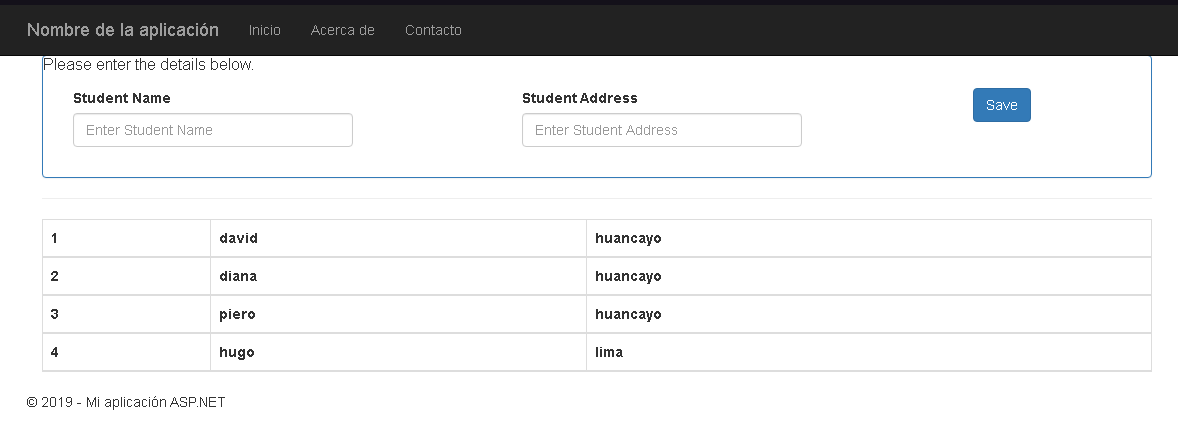 Nombre de la aplicación Inicio Acerca de Contacto
Please enter the details below.
Student Name Student Address Save
Enter Student Name Enter Student Address
1 david huancayo
2 diana huancayo
3 piero huancayo
4 hugo lima
© 2019 - Mi aplicación ASP.NET